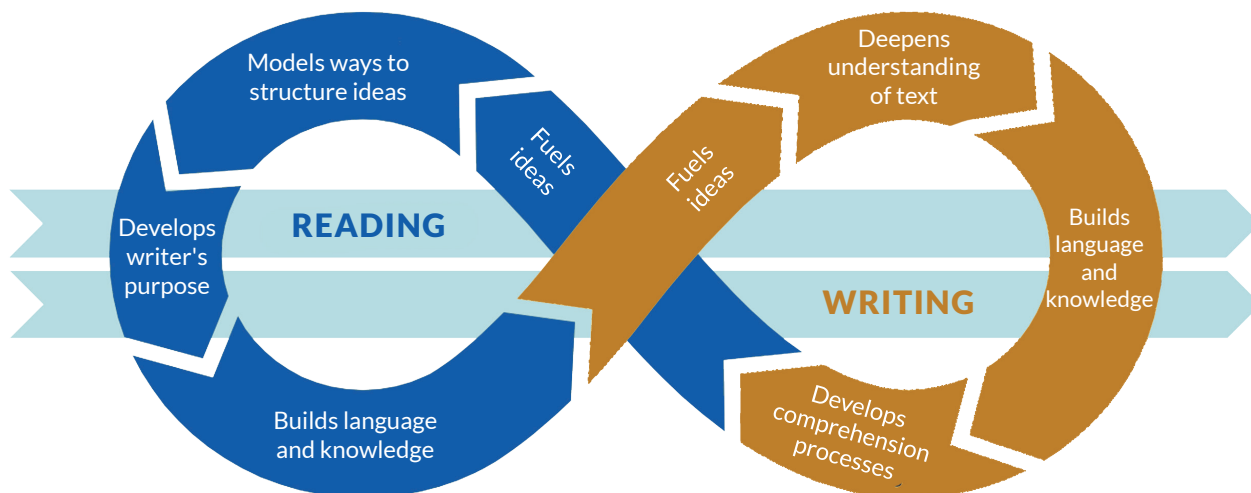 Models ways to
structure ideas
Fuels
ideas
READING
Develops
writer's
purpose
Builds language
and knowledge
Fuels
ideas
Deepens
understanding
of text
Builds
language
and
knowledge
WRITING
Develops
comprehension
processes